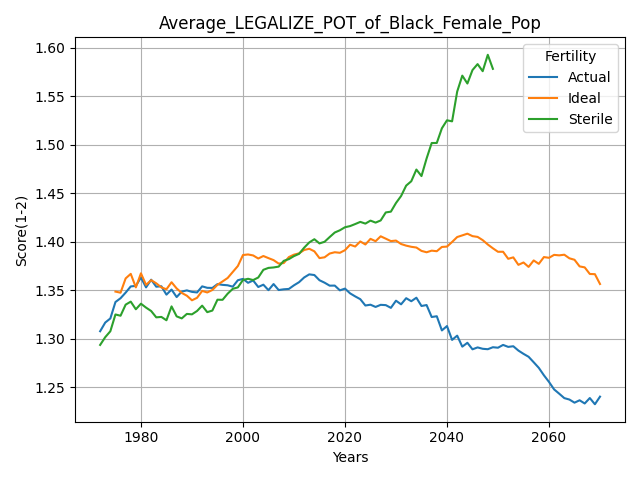 Average_LEGALIZE_POT_of_Black_Female_Pop
Score(1-2)
1.60
1.55
1.50
1.45
1.40
1.35
1.30
1.25
Fertility
Actual
Ideal
Sterile
1980
2000
2020
2040
2060
Years